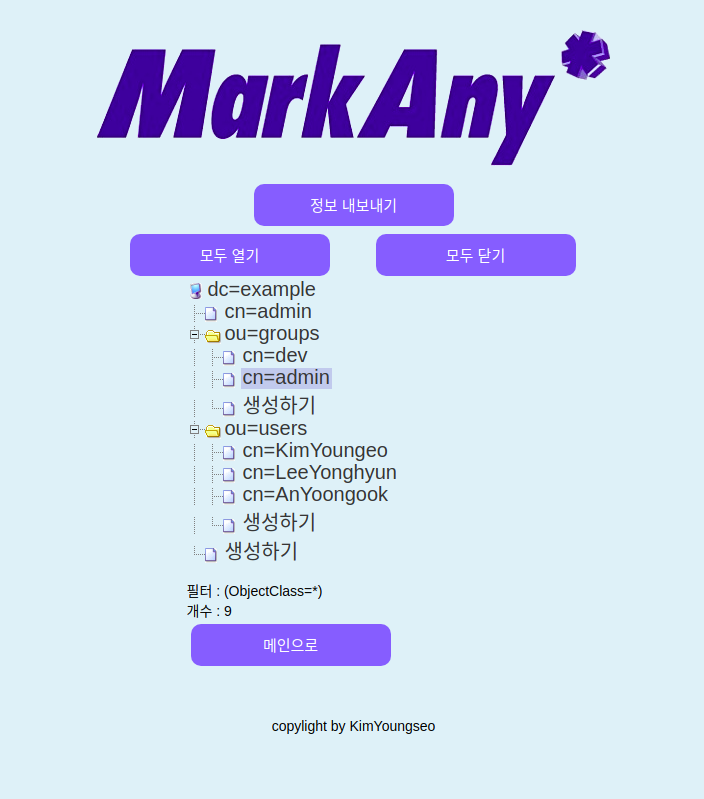 MarkAny
정보 내보내기
모두 열기 모두 닫기
dc=example
cn=admin
ou=groups
cn=dev
cn=admin
생성하기
ou=users
cn=KimYoungeo
cn=LeeYonghyun
cn=AnYoongook
생성하기
생성하기
필터 : (ObjectClass=*)
개수 : 9
메인으로
copylight by KimYoungseo